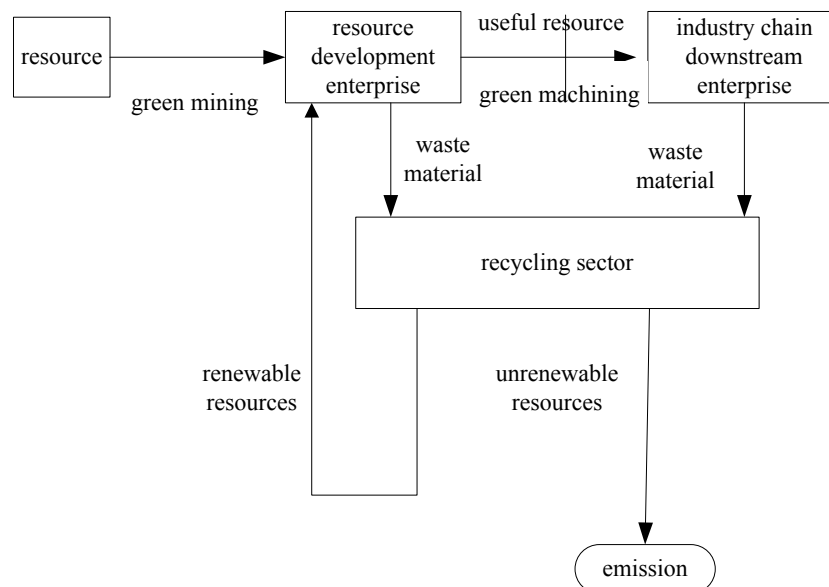 resource
resource
development
enterprise
useful resource
industry chain
downstream
enterprise
green mining
green machining
waste
material
waste
material
recycling sector
renewable
resources
unrenewable
resources
emission